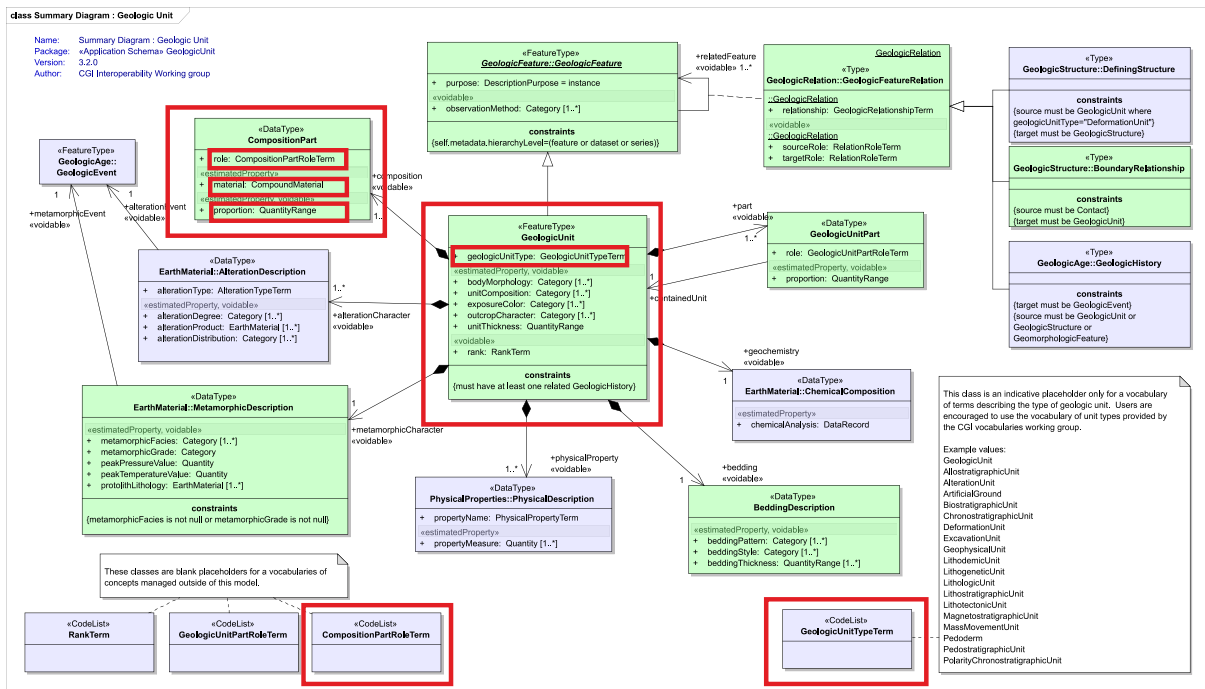 class Summary Diagram : Geologic Unit
Name: Summary Diagram : Geologic Unit
Package: «Application Schema» GeologicUnit
Version: 3.2.0
Author: CGI Interoperability Working group
«FeatureType»
GeologicFeature::GeologicFeature
+ purpose: DescriptionPurpose = instance
«voidable»
+ observationMethod: Category [1..*]
constraints
{self.metadata.hierarchyLevel=(feature or dataset or series)}
+relatedFeature
«voidable» 1..*
GeologicRelation
«Type»
GeologicRelation::GeologicFeatureRelation
::GeologicRelation
+ relationship: GeologicRelationshipTerm
«voidable»
::GeologicRelation
+ sourceRole: RelationRoleTerm
+ targetRole: RelationRoleTerm
«Type»
GeologicStructure::DefiningStructure
constraints
{source must be GeologicUnit where
geologicUnitType="DeformationUnit"}
{target must be GeologicStructure}
«Type»
GeologicStructure::BoundaryRelationship
constraints
{source must be Contact}
{target must be GeologicUnit}
«Type»
GeologicAge::GeologicHistory
constraints
{target must be GeologicEvent}
{source must be GeologicUnit or
GeologicStructure or
GeomorphologicFeature}
«DataType»
CompositionPart
+ role: CompositionPartRoleTerm
«estimatedProperty»
+ material: CompoundMaterial
«estimatedProperty, voidable»
+ proportion: QuantityRange
+composition
«voidable»
1..
«FeatureType»
GeologicAge::
GeologicEvent
1
1
+alterationEvent
«voidable»
+metamorphicEvent
«voidable»
«FeatureType»
GeologicUnit
+ geologicUnitType: GeologicUnitTypeTerm
«estimatedProperty, voidable»
+ bodyMorphology: Category [1..*]
+ unitComposition: Category [1..*]
+ exposureColor: Category [1..*]
+ outcropCharacter: Category [1..*]
+ unitThickness: QuantityRange
«voidable»
+ rank: RankTerm
constraints
{must have at least one related GeologicHistory}
+part
«voidable»
1..*
«DataType»
GeologicUnitPart
+ role: GeologicUnitPartRoleTerm
«estimatedProperty, voidable»
+ proportion: QuantityRange
1
+containedUnit
«DataType»
EarthMaterial::AlterationDescription
+ alterationType: AlterationTypeTerm
«estimatedProperty, voidable»
+ alterationDegree: Category [1..*]
+ alterationProduct: EarthMaterial [1..*]
+ alterationDistribution: Category [1..*]
1..*
+alterationCharacter
«voidable»
+geochemistry
«voidable»
1
«DataType»
EarthMaterial::ChemicalComposition
«estimatedProperty»
+ chemicalAnalysis: DataRecord
«DataType»
EarthMaterial::MetamorphicDescription
«estimatedProperty, voidable»
+ metamorphicFacies: Category [1..*]
+ metamorphicGrade: Category
+ peakPressureValue: Quantity
+ peakTemperatureValue: Quantity
+ protolithLithology: EarthMaterial [1..*]
constraints
{metamorphicFacies is not null or metamorphicGrade is not null}
1
+metamorphicCharacter
«voidable»
+physicalProperty
«voidable»
1..*
«DataType»
PhysicalProperties::PhysicalDescription
+ propertyName: PhysicalPropertyTerm
«estimatedProperty»
+ propertyMeasure: Quantity [1..*]
+bedding
«voidable»
1
«DataType»
BeddingDescription
«estimatedProperty, voidable»
+ beddingPattern: Category [1..*]
+ beddingStyle: Category [1..*]
+ beddingThickness: QuantityRange [1..*]
This class is an indicative placeholder only for a vocabulary
of terms describing the type of geologic unit. Users are
encouraged to use the vocabulary of unit types provided by
the CGI vocabularies working group.
Example values:
GeologicUnit
AllostratigraphicUnit
AlterationUnit
ArtificialGround
BiostratigraphicUnit
ChronostratigraphicUnit
DeformationUnit
ExcavationUnit
GeophysicalUnit
LithodemicUnit
LithogeneticUnit
LithologicUnit
LithostratigraphicUnit
LithotectonicUnit
MagnetostratigraphicUnit
MassMovementUnit
Pedoderm
PedostratigraphicUnit
PolarityChronostratigraphicUnit
These classes are blank placeholders for a vocabularies of
concepts managed outside of this model.
«CodeList»
RankTerm
«CodeList»
GeologicUnitPartRoleTerm
«CodeList»
CompositionPartRoleTerm
«CodeList»
GeologicUnitTypeTerm